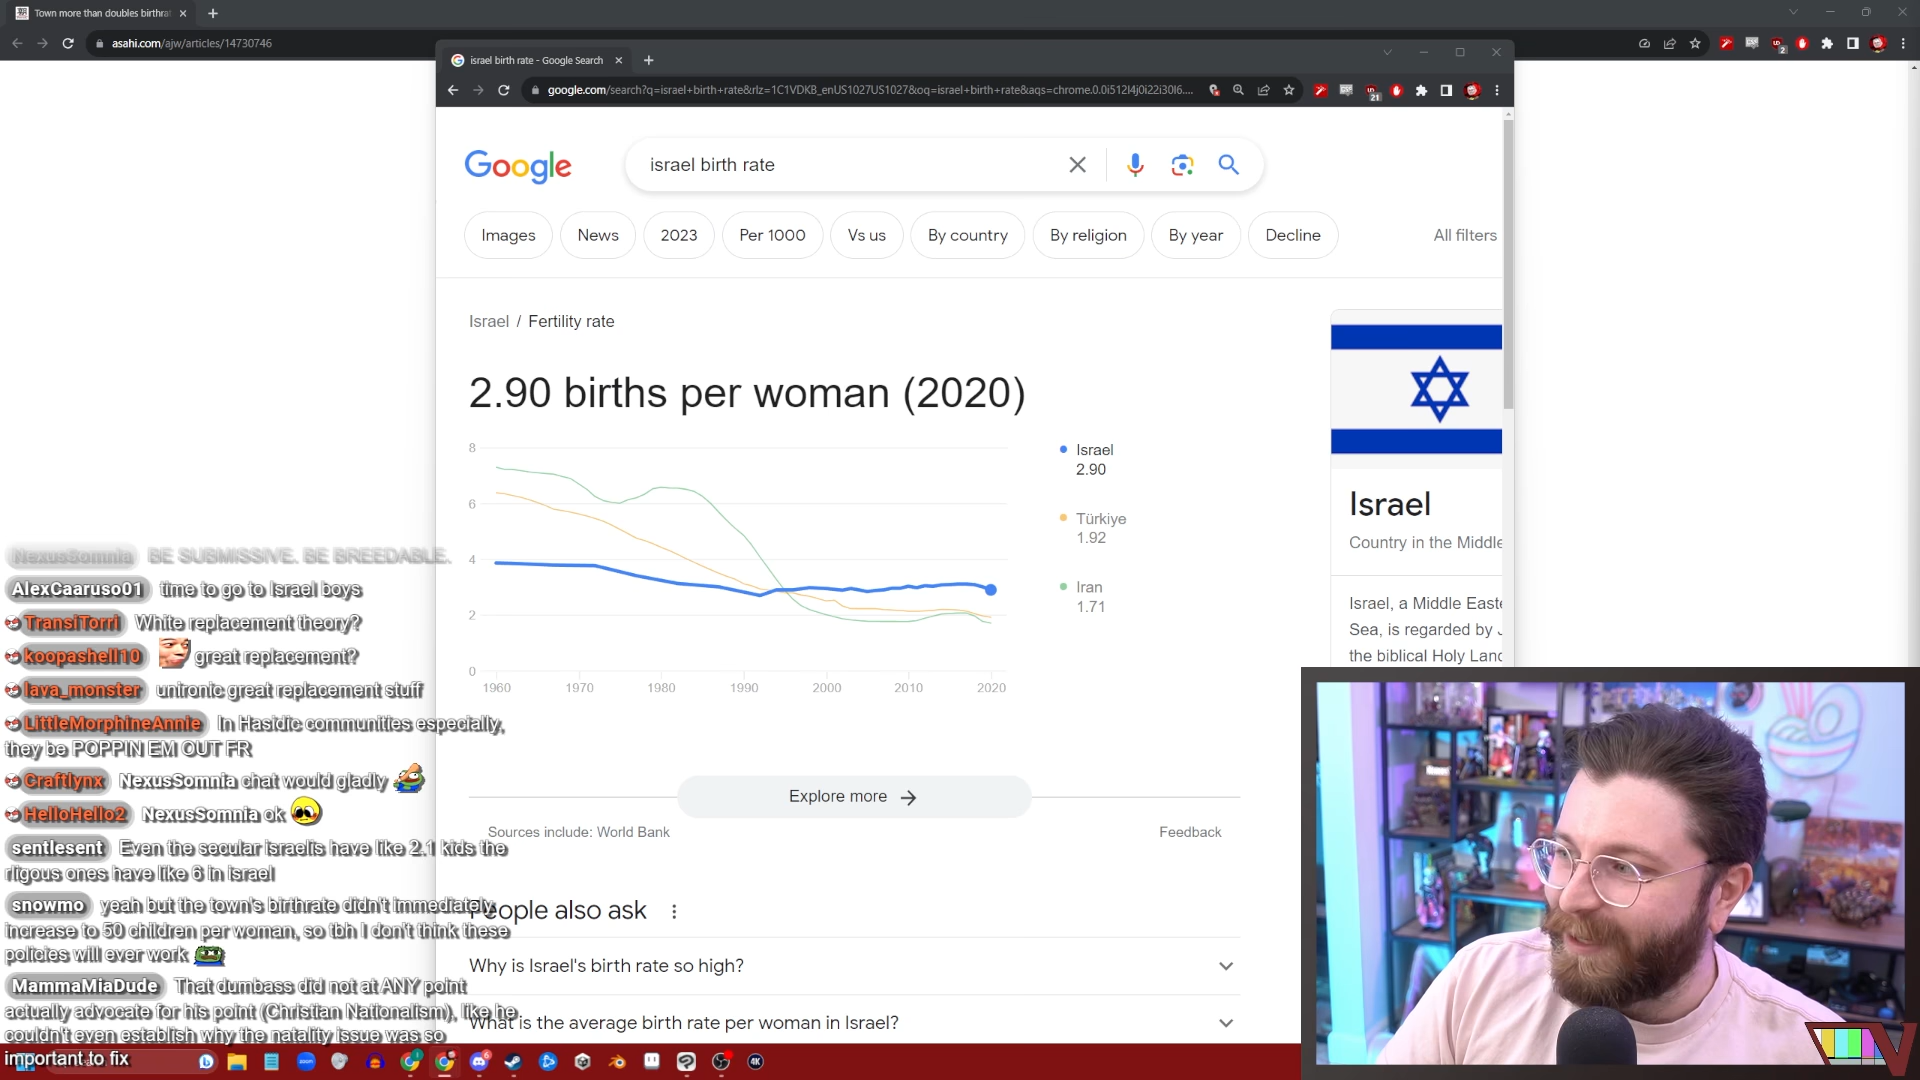 Town more than doubles birthrat
asahi.com/ajw/articles/14730746
israel birth rate - Google Search
google.com/search?q=israel+birth+rate&rlz=1C1VDKB_enUS1027US1027&oq=israel+birth+rate&aqs=chrome.0.0i512l4j0i22i30l6....
2
21
Google
israel birth rate
Images
News
2023
Per 1000
Vs us
By country
By religion
By year
Decline
All filters
Israel / Fertility rate
2.90 births per woman (2020)
8
6
4
2
0
1960
1970
1980
1990
2000
2010
2020
Israel
2.90
Türkiye
1.92
Iran
1.71
Explore more
Sources include: World Bank
Feedback
People also ask
Why is Israel's birth rate so high?
What is the average birth rate per woman in Israel?
Israel
Country in the Middle
Israel, a Middle Easte
Sea, is regarded by J
the biblical Holy Land
NexusSomnia BE SUBMISSIVE. BE BREEDABLE.
AlexCaaruso01 time to go to Israel boys
TransiTorri White replacement theory?
koopashell10 great replacement?
lava_monster unironic great replacement stuff
LittleMorphineAnnie In Hasidic communities especially,
they be POPPIN EM OUT FR
Craftlynx NexusSomnia chat would gladly
HelloHello2 NexusSomnia ok
sentlesent Even the secular israelis have like 2.1 kids the
rligous ones have like 6 in israel
snowmo yeah but the town's birthrate didn't immediately
increase to 50 children per woman, so tbh I don't think these
policies will ever work
MammaMiaDude That dumbass did not at ANY point
actually advocate for his point (Christian Nationalism), like he
couldn't even establish why the natality issue was so
important to fix